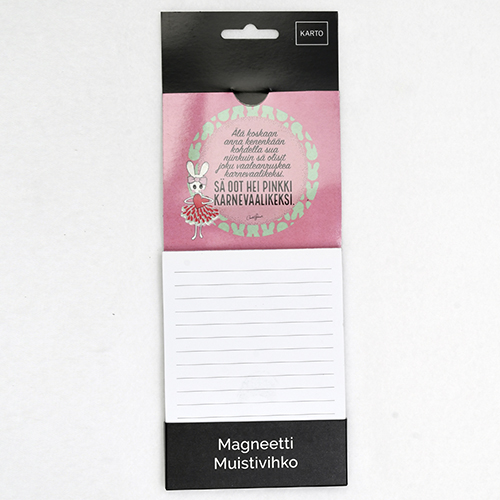 KARTO
Älä koskaan
anna kenenkään
kohdella sua
niinkuin sä olisit
joku vaaleanruskea
karnevaalikeksi.
SÄ OOT HEI PINKKI
KARNEVAALIKEKSI.
Magneetti
Muistivihko